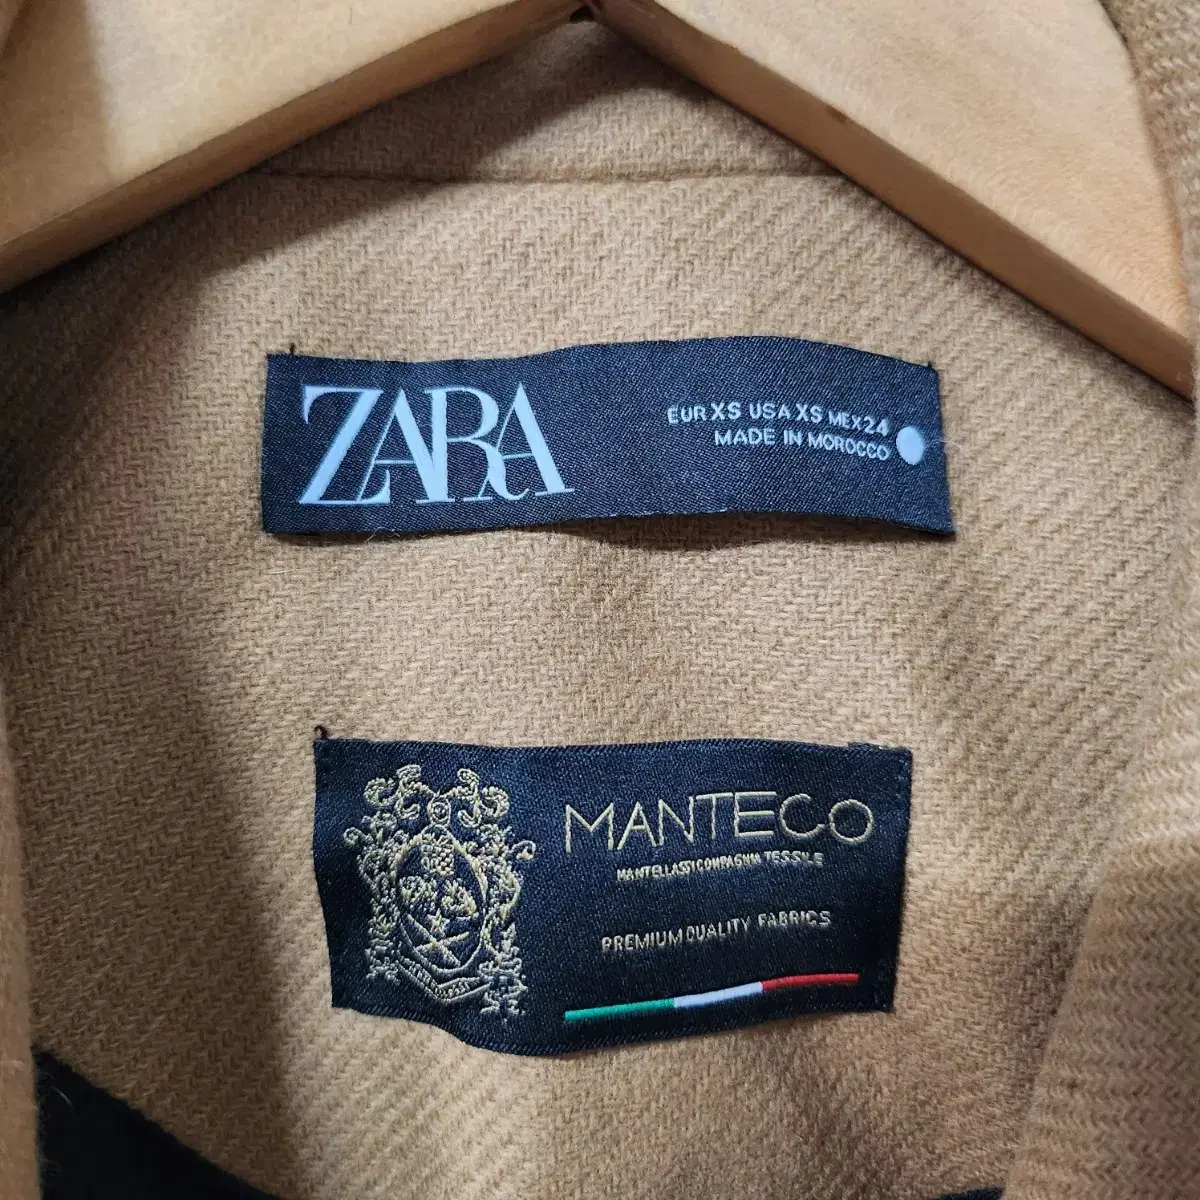 ZARA
EUR XS USA XS MEX 24
MADE IN MOROCCO
MANTECO
MANTELLASSI COMPAGNIA TESSILE
PREMIUM QUALITY FABRICS